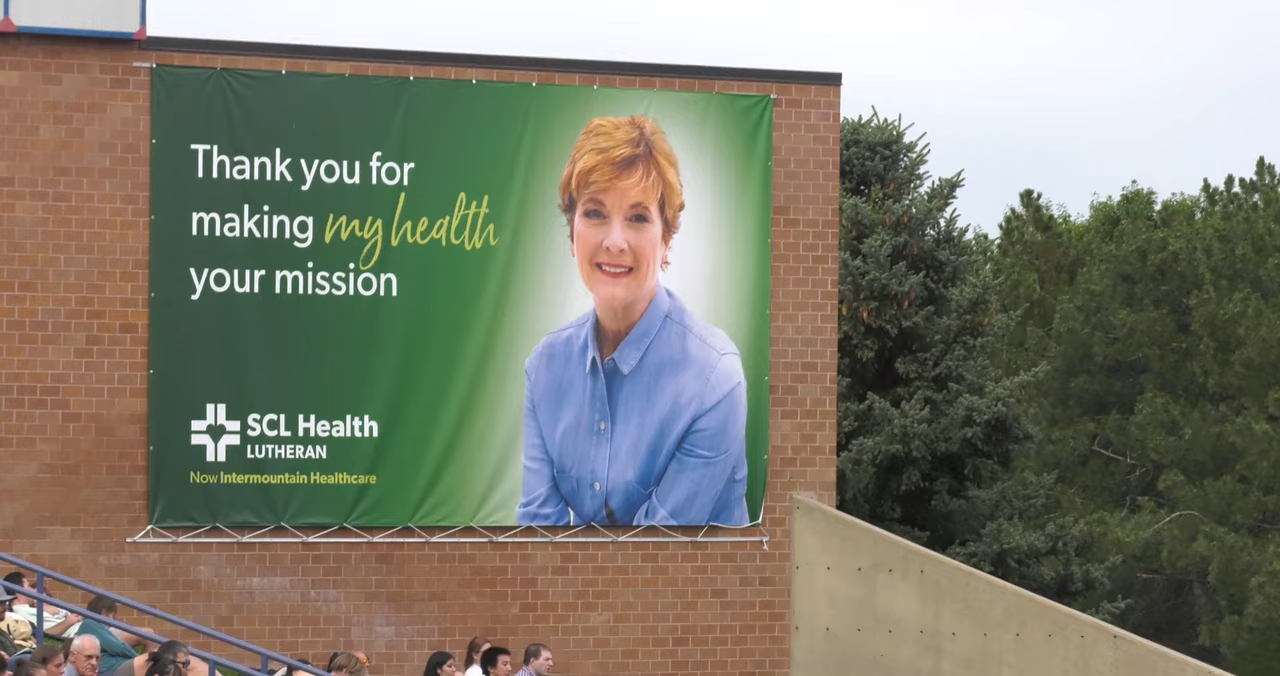 Thank you for
making my health
your mission
SCL Health
LUTHERAN
Now Intermountain Healthcare